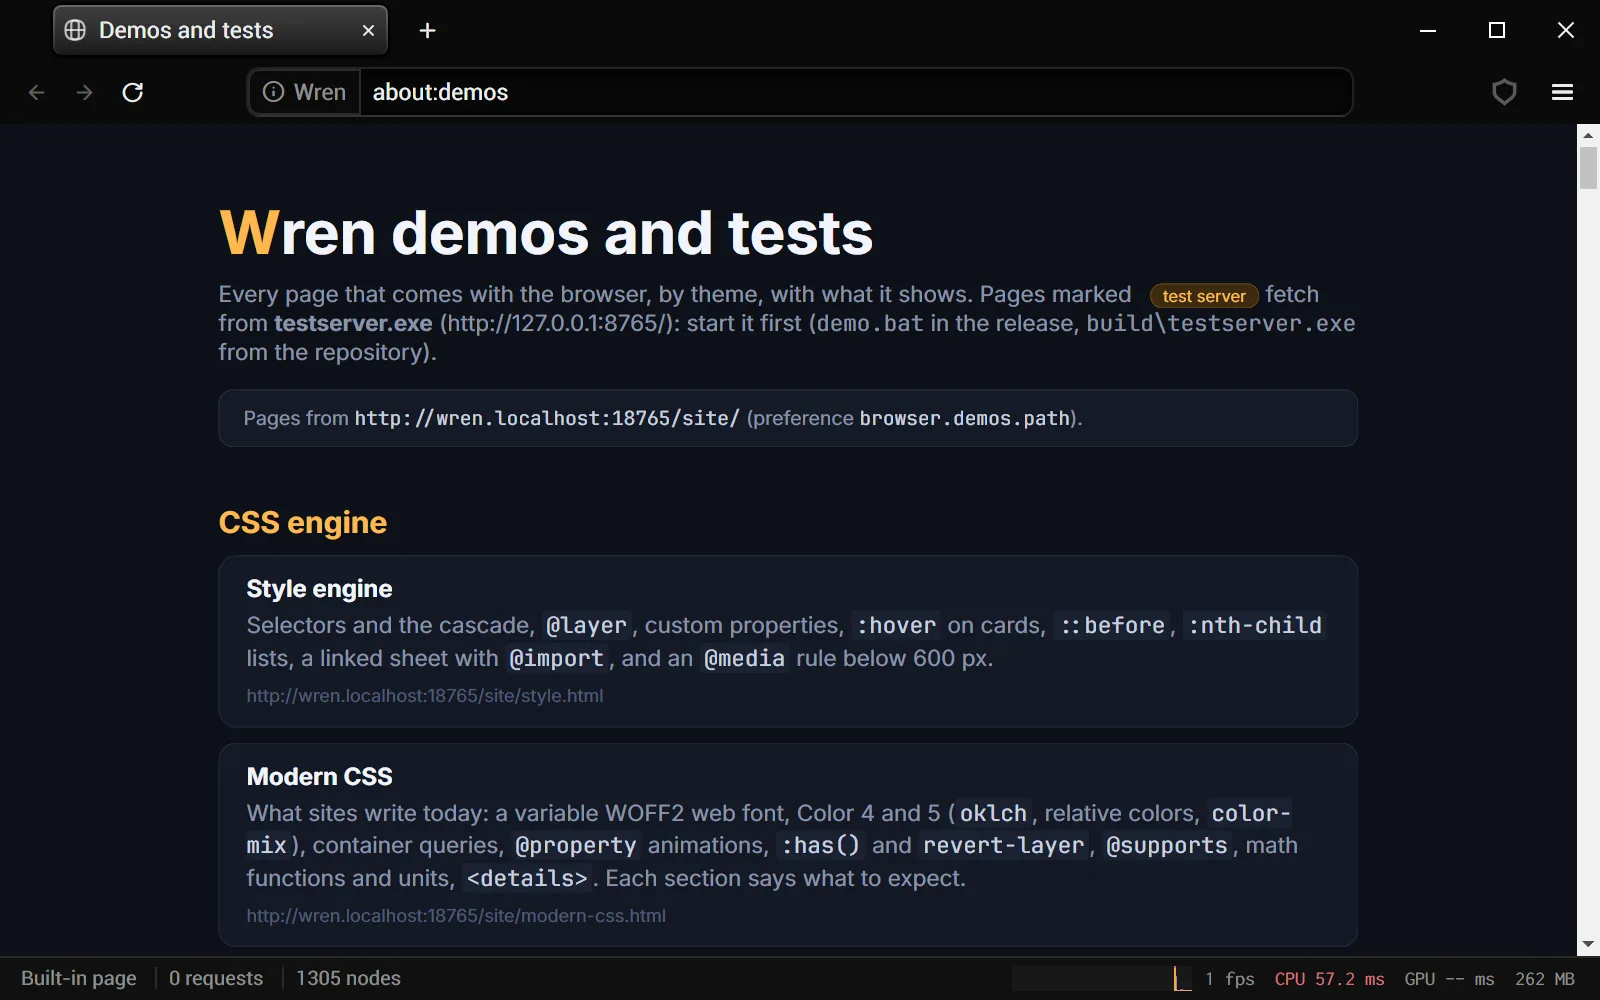 Demos and tests
Wren about:demos
Wren demos and tests
Every page that comes with the browser, by theme, with what it shows. Pages marked test server fetch
from testserver.exe (http://127.0.0.1:8765/): start it first (demo.bat in the release, build\testserver.exe
from the repository).
Pages from http://wren.localhost:18765/site/ (preference browser.demos.path).
CSS engine
Style engine
Selectors and the cascade, @layer, custom properties, :hover on cards, ::before, :nth-child
lists, a linked sheet with @import, and an @media rule below 600 px.
http://wren.localhost:18765/site/style.html
Modern CSS
What sites write today: a variable WOFF2 web font, Color 4 and 5 (oklch, relative colors, color-
mix), container queries, @property animations, :has() and revert-layer, @supports, math
functions and units, <details>. Each section says what to expect.
http://wren.localhost:18765/site/modern-css.html
Built-in page 0 requests 1305 nodes 1 fps CPU 57.2 ms GPU -- ms 262 MB